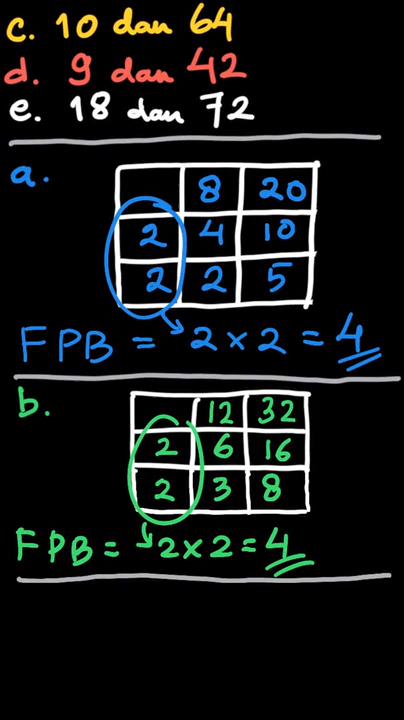 c. 10 dan 64
d. 9 dan 42
e. 18 dan 72
a.
8 20
2 4 10
2 2 5
FPB = 2 × 2 = 4
b.
12 32
2 6 16
2 3 8
FPB = 2 × 2 = 4